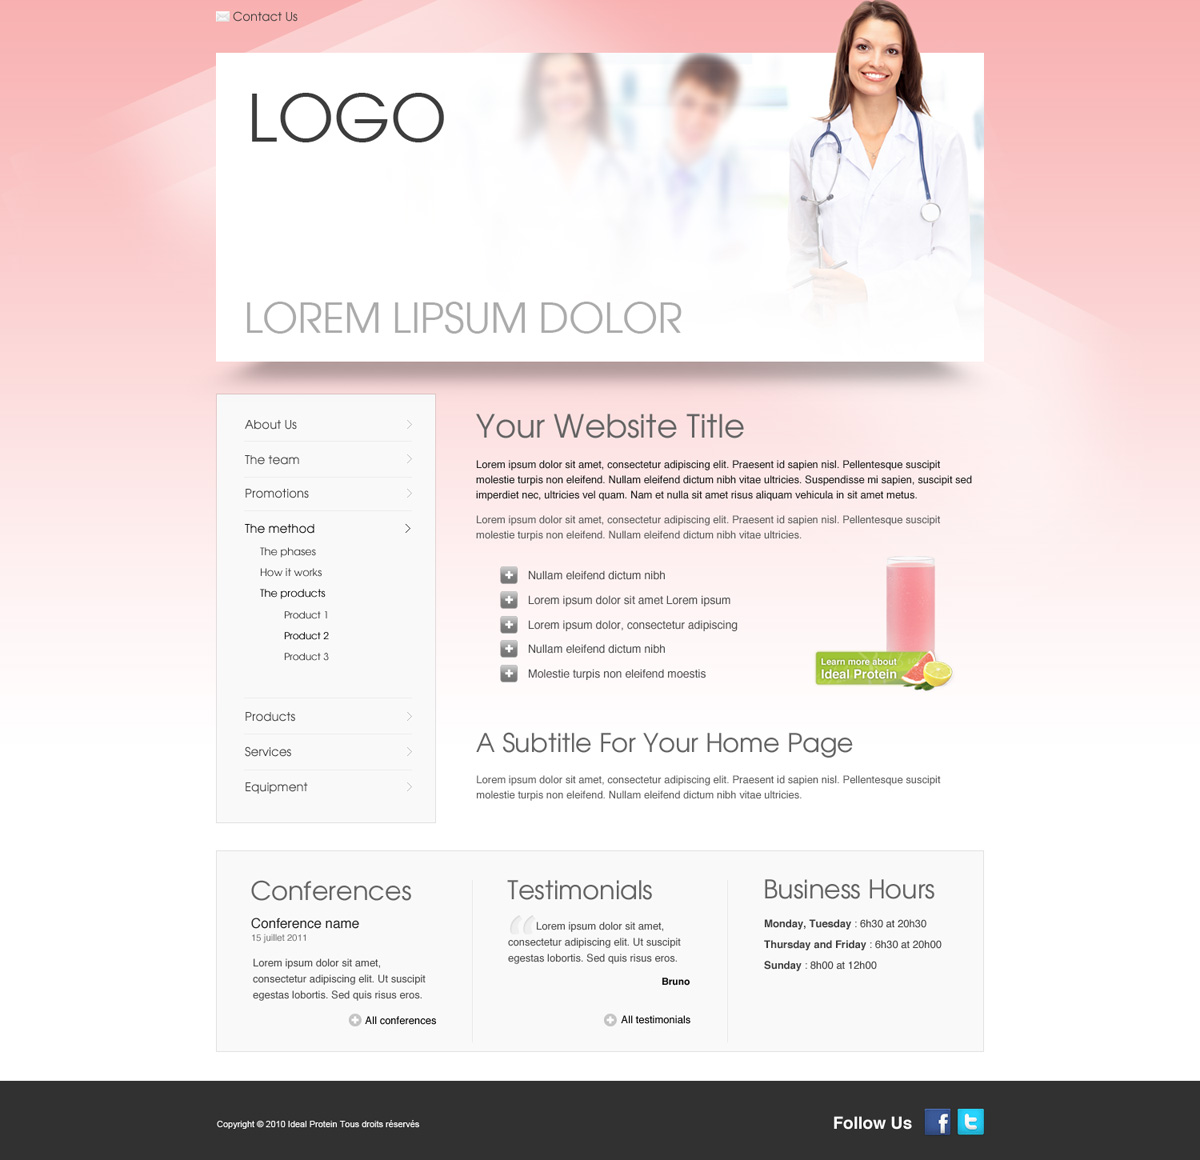 Contact Us
LOGO
LOREM LIPSUM DOLOR
About Us
The team
Promotions
The method
The phases
How it works
The products
Product 1
Product 2
Product 3
Products
Services
Equipment
Your Website Title
Lorem ipsum dolor sit amet, consectetur adipiscing elit. Praesent id sapien nisl. Pellentesque suscipit
molestie turpis non eleifend. Nullam eleifend dictum nibh vitae ultricies. Suspendisse mi sapien, suscipit sed
imperdiet nec, ultricies vel quam. Nam et nulla sit amet risus aliquam vehicula in sit amet metus.
Lorem ipsum dolor sit amet, consectetur adipiscing elit. Praesent id sapien nisl. Pellentesque suscipit
molestie turpis non eleifend. Nullam eleifend dictum nibh vitae ultricies.
Nullam eleifend dictum nibh
Lorem ipsum dolor sit amet Lorem ipsum
Lorem ipsum dolor, consectetur adipiscing
Nullam eleifend dictum nibh
Molestie turpis non eleifend moestis
Learn more about
Ideal Protein
A Subtitle For Your Home Page
Lorem ipsum dolor sit amet, consectetur adipiscing elit. Praesent id sapien nisl. Pellentesque suscipit
molestie turpis non eleifend. Nullam eleifend dictum nibh vitae ultricies.
Conferences
Conference name
15 juillet 2011
Lorem ipsum dolor sit amet,
consectetur adipiscing elit. Ut suscipit
egestas lobortis. Sed quis risus eros.
All conferences
Testimonials
Lorem ipsum dolor sit amet,
consectetur adipiscing elit. Ut suscipit
egestas lobortis. Sed quis risus eros.
Bruno
All testimonials
Business Hours
Monday, Tuesday : 6h30 at 20h30
Thursday and Friday : 6h30 at 20h00
Sunday : 8h00 at 12h00
Copyright © 2010 Ideal Protein Tous droits réservés
Follow Us